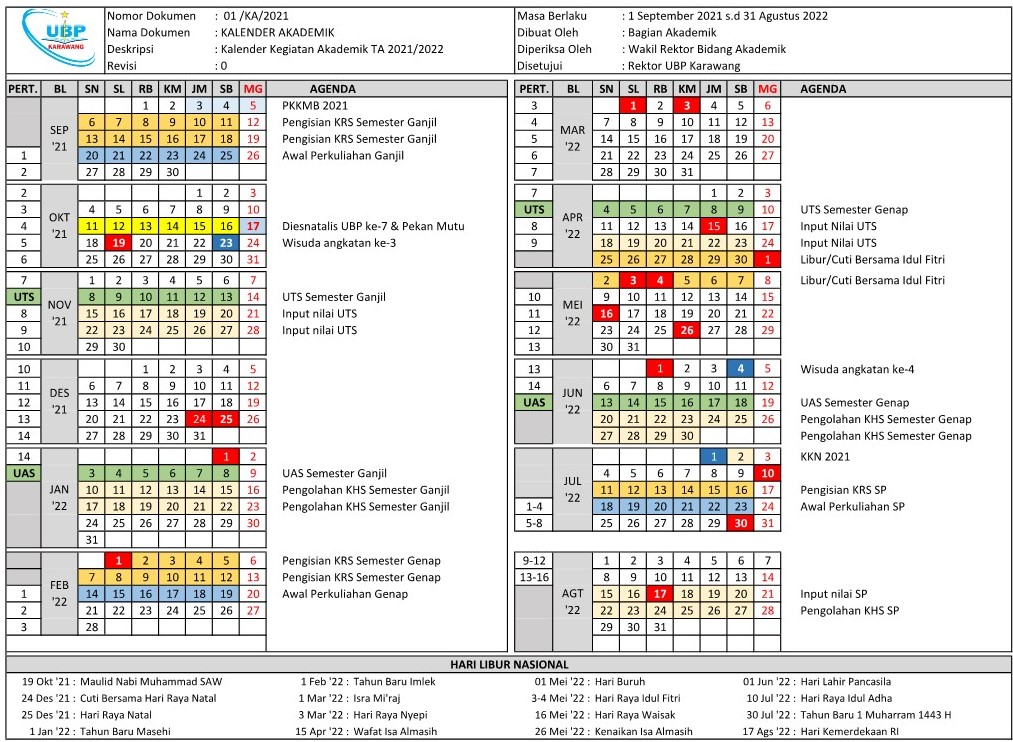 UBP
KARAWANG
Nomor Dokumen : 01 /KA/2021
Nama Dokumen : KALENDER AKADEMIK
Deskripsi : Kalender Kegiatan Akademik TA 2021/2022
Revisi : 0
Masa Berlaku : 1 September 2021 s.d 31 Agustus 2022
Dibuat Oleh : Bagian Akademik
Diperiksa Oleh : Wakil Rektor Bidang Akademik
Disetujui : Rektor UBP Karawang
PERT. BL SN SL RB KM JM SB MG AGENDA
SEP '21
1 2 3 4 5 PKKMB 2021
6 7 8 9 10 11 12 Pengisian KRS Semester Ganjil
13 14 15 16 17 18 19 Pengisian KRS Semester Ganjil
1 20 21 22 23 24 25 26 Awal Perkuliahan Ganjil
2 27 28 29 30
OKT '21
2 1 2 3
3 4 5 6 7 8 9 10
4 11 12 13 14 15 16 17 Diesnatalis UBP ke-7 & Pekan Mutu
5 18 19 20 21 22 23 24 Wisuda angkatan ke-3
6 25 26 27 28 29 30 31
NOV '21
7 1 2 3 4 5 6 7
UTS 8 9 10 11 12 13 14 UTS Semester Ganjil
8 15 16 17 18 19 20 21 Input nilai UTS
9 22 23 24 25 26 27 28 Input nilai UTS
10 29 30
DES '21
10 1 2 3 4 5
11 6 7 8 9 10 11 12
12 13 14 15 16 17 18 19
13 20 21 22 23 24 25 26
14 27 28 29 30 31
JAN '22
14 1 2
UAS 3 4 5 6 7 8 9 UAS Semester Ganjil
10 11 12 13 14 15 16 Pengolahan KHS Semester Ganjil
17 18 19 20 21 22 23 Pengolahan KHS Semester Ganjil
24 25 26 27 28 29 30
31
FEB '22
1 2 3 4 5 6 Pengisian KRS Semester Genap
7 8 9 10 11 12 13 Pengisian KRS Semester Genap
1 14 15 16 17 18 19 20 Awal Perkuliahan Genap
2 21 22 23 24 25 26 27
3 28
PERT. BL SN SL RB KM JM SB MG AGENDA
MAR '22
3 1 2 3 4 5 6
4 7 8 9 10 11 12 13
5 14 15 16 17 18 19 20
6 21 22 23 24 25 26 27
7 28 29 30 31
APR '22
7 1 2 3
UTS 4 5 6 7 8 9 10 UTS Semester Genap
8 11 12 13 14 15 16 17 Input Nilai UTS
9 18 19 20 21 22 23 24 Input Nilai UTS
25 26 27 28 29 30 1 Libur/Cuti Bersama Idul Fitri
MEI '22
2 3 4 5 6 7 8 Libur/Cuti Bersama Idul Fitri
10 9 10 11 12 13 14 15
11 16 17 18 19 20 21 22
12 23 24 25 26 27 28 29
13 30 31
JUN '22
13 1 2 3 4 5 Wisuda angkatan ke-4
14 6 7 8 9 10 11 12
UAS 13 14 15 16 17 18 19 UAS Semester Genap
20 21 22 23 24 25 26 Pengolahan KHS Semester Genap
27 28 29 30 Pengolahan KHS Semester Genap
JUL '22
1 2 3 KKN 2021
4 5 6 7 8 9 10
11 12 13 14 15 16 17 Pengisian KRS SP
1-4 18 19 20 21 22 23 24 Awal Perkuliahan SP
5-8 25 26 27 28 29 30 31
AGT '22
9-12 1 2 3 4 5 6 7
13-16 8 9 10 11 12 13 14
15 16 17 18 19 20 21 Input nilai SP
22 23 24 25 26 27 28 Pengolahan KHS SP
29 30 31
HARI LIBUR NASIONAL
19 Okt '21 : Maulid Nabi Muhammad SAW
24 Des '21 : Cuti Bersama Hari Raya Natal
25 Des '21 : Hari Raya Natal
1 Jan '22 : Tahun Baru Masehi
1 Feb '22 : Tahun Baru Imlek
1 Mar '22 : Isra Mi'raj
3 Mar '22 : Hari Raya Nyepi
15 Apr '22 : Wafat Isa Almasih
01 Mei '22 : Hari Buruh
3-4 Mei '22 : Hari Raya Idul Fitri
16 Mei '22 : Hari Raya Waisak
26 Mei '22 : Kenaikan Isa Almasih
01 Jun '22 : Hari Lahir Pancasila
10 Jul '22 : Hari Raya Idul Adha
30 Jul '22 : Tahun Baru 1 Muharram 1443 H
17 Ags '22 : Hari Kemerdekaan RI